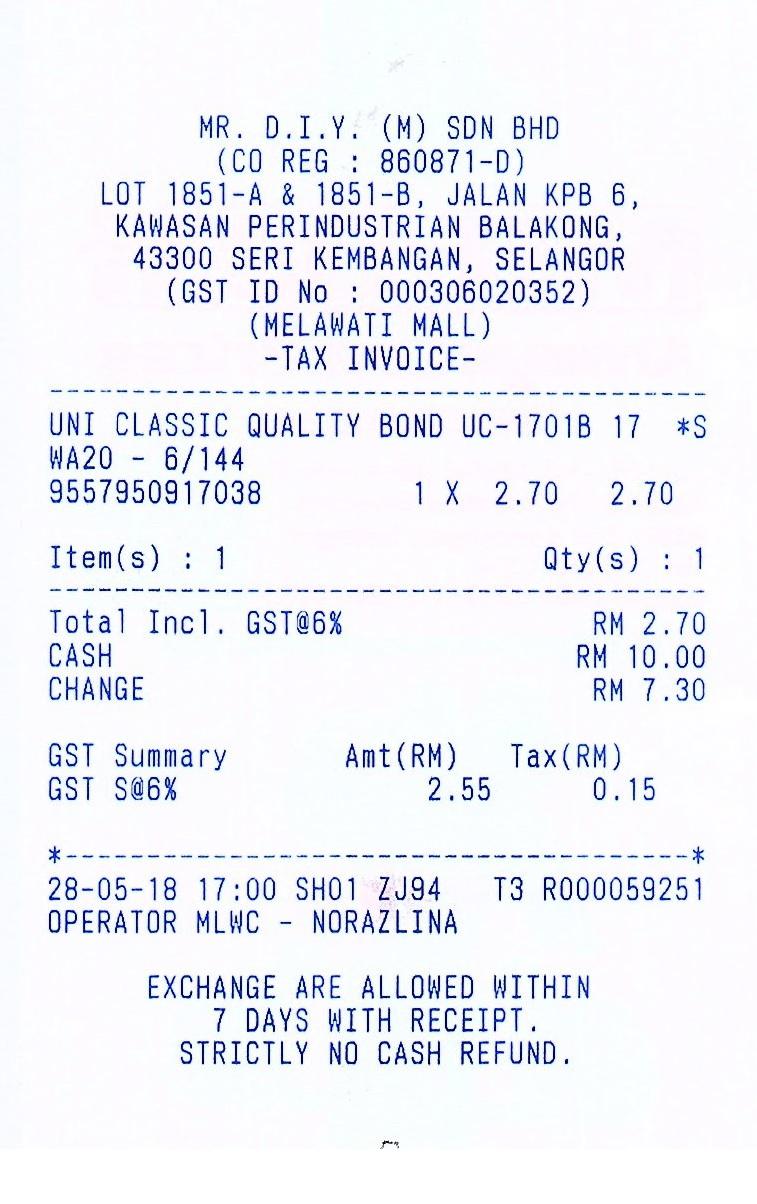 MR. D.I.Y. (M) SDN BHD
(CO REG : 860871-D)
LOT 1851-A & 1851-B, JALAN KPB 6,
KAWASAN PERINDUSTRIAN BALAKONG,
43300 SERI KEMBANGAN, SELANGOR
(GST ID No : 000306020352)
(MELAWATI MALL)
-TAX INVOICE-
UNI CLASSIC QUALITY BOND UC-1701B 17 *S
WA20 - 6/144
9557950917038 1 X 2.70 2.70
Item(s) : 1 Qty(s) : 1
Total Incl. GST@6% RM 2.70
CASH RM 10.00
CHANGE RM 7.30
GST Summary Amt(RM) Tax(RM)
GST S@6% 2.55 0.15
*--------------------------------------*
28-05-18 17:00 SH01 ZJ94 T3 R000059251
OPERATOR MLWC - NORAZLINA
EXCHANGE ARE ALLOWED WITHIN
7 DAYS WITH RECEIPT.
STRICTLY NO CASH REFUND.